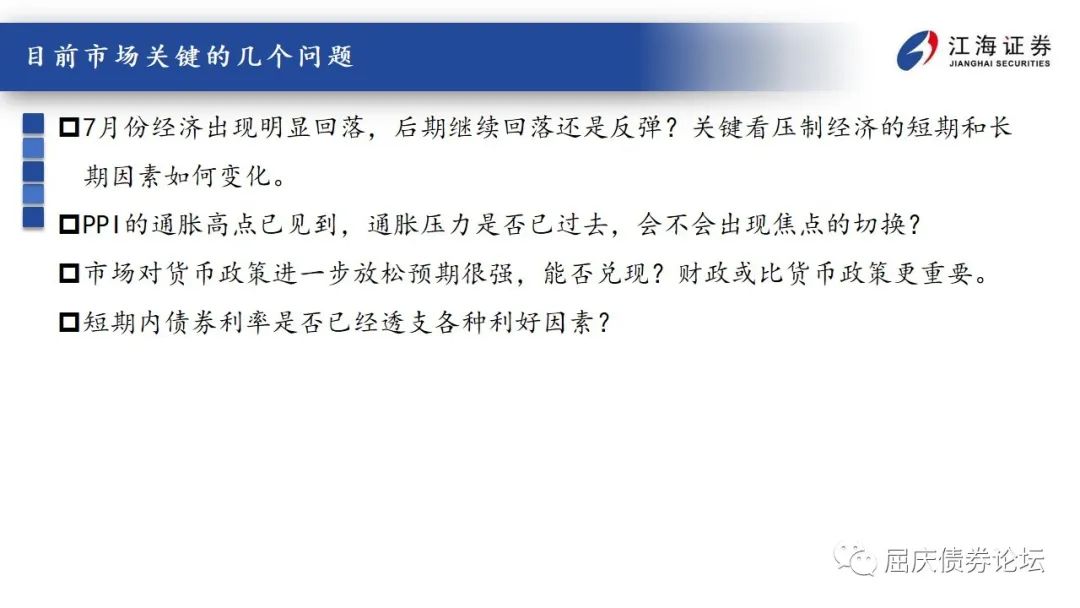 目前市场关键的几个问题
江海证券
JIANGHAI SECURITIES
7月份经济出现明显回落，后期继续回落还是反弹？关键看压制经济的短期和长
期因素如何变化。
PPI的通胀高点已见到，通胀压力是否已过去，会不会出现焦点的切换？
市场对货币政策进一步放松预期很强，能否兑现？财政或比货币政策更重要。
短期内债券利率是否已经透支各种利好因素？
屈庆债券论坛